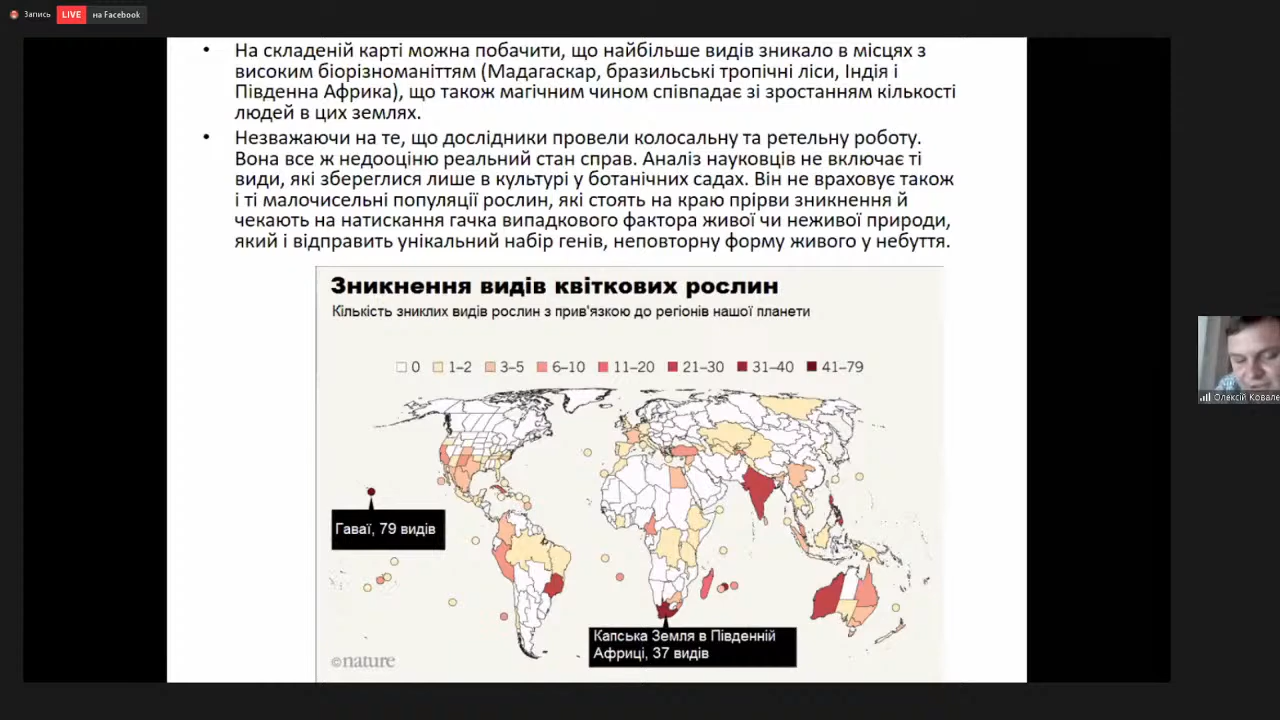 Запись LIVE на Facebook
• На складеній карті можна побачити, що найбільше видів зникало в місцях з
високим біорізноманіттям (Мадагаскар, бразильські тропічні ліси, Індія і
Південна Африка), що також магічним чином співпадає зі зростанням кількості
людей в цих землях.
• Незважаючи на те, що дослідники провели колосальну та ретельну роботу.
Вона все ж недооціню реальний стан справ. Аналіз науковців не включає ті
види, які збереглися лише в культурі у ботанічних садах. Він не враховує також
і ті малочисельні популяції рослин, які стоять на краю прірви зникнення й
чекають на натискання гачка випадкового фактора живої чи неживої природи,
який і відправить унікальний набір генів, неповторну форму живого у небуття.
Зникнення видів квіткових рослин
Кількість зниклих видів рослин з прив'язкою до регіонів нашої планети
0 1–2 3–5 6–10 11–20 21–30 31–40 41–79
Гаваї, 79 видів
Капська Земля в Південній
Африці, 37 видів
©nature
Олексій Ковале